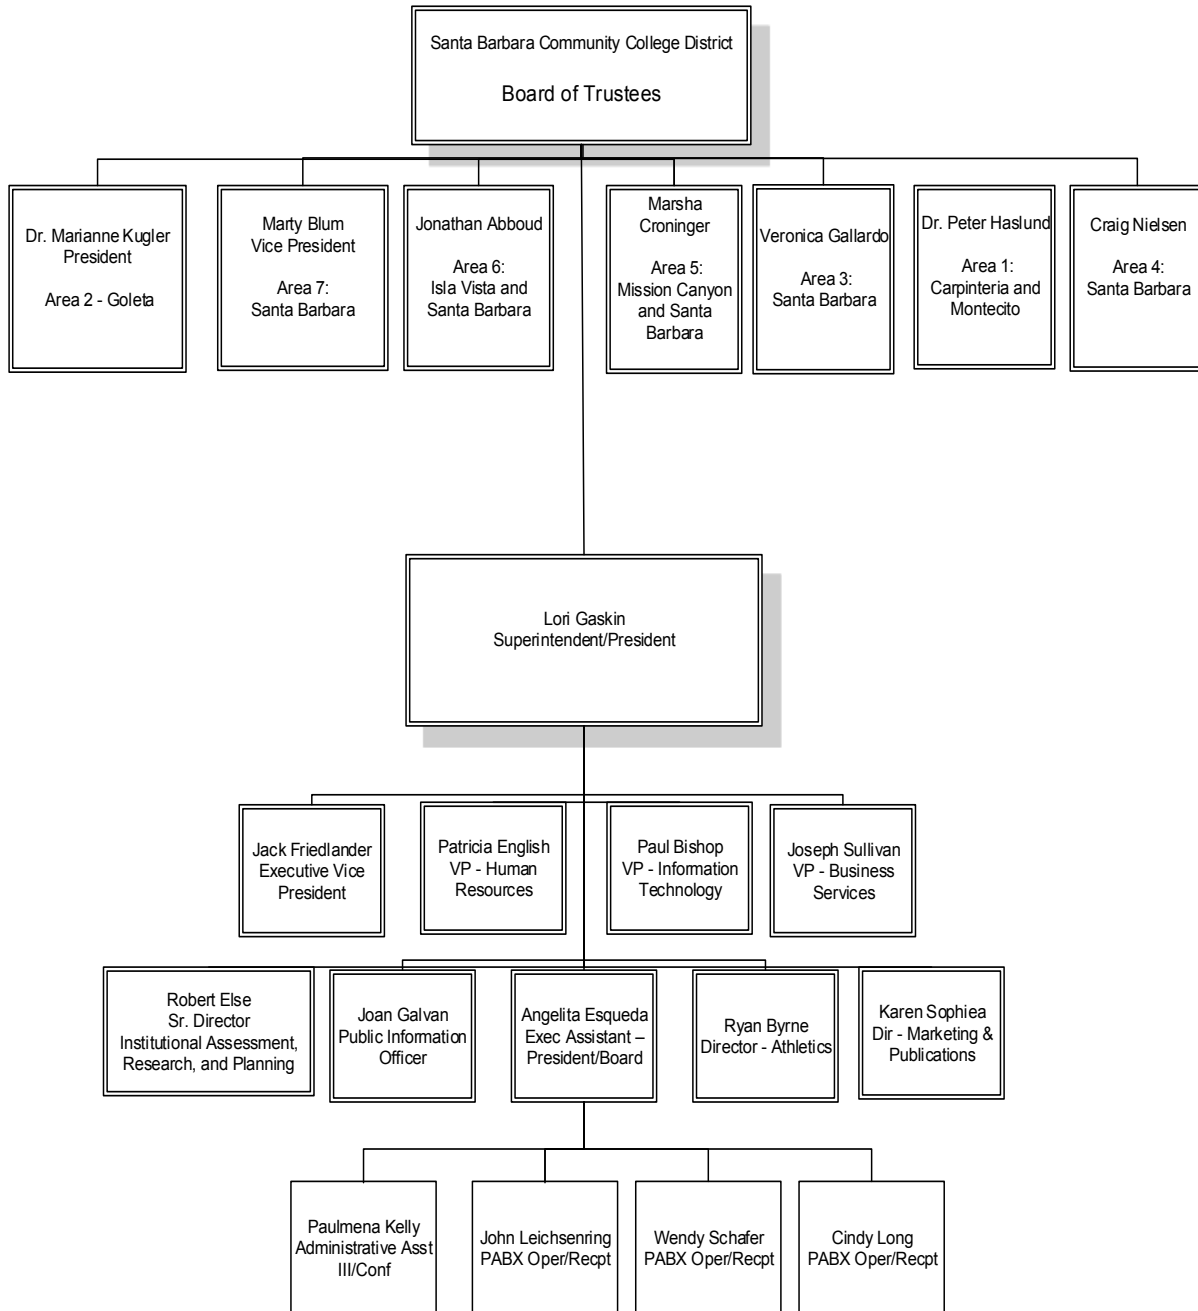 Santa Barbara Community College District
Board of Trustees
Dr. Marianne Kugler
President
Area 2 - Goleta
Marty Blum
Vice President
Area 7:
Santa Barbara
Jonathan Abboud
Area 6:
Isla Vista and
Santa Barbara
Marsha
Croninger
Area 5:
Mission Canyon
and Santa
Barbara
Veronica Gallardo
Area 3:
Santa Barbara
Dr. Peter Haslund
Area 1:
Carpinteria and
Montecito
Craig Nielsen
Area 4:
Santa Barbara
Lori Gaskin
Superintendent/President
Jack Friedlander
Executive Vice
President
Patricia English
VP - Human
Resources
Paul Bishop
VP - Information
Technology
Joseph Sullivan
VP - Business
Services
Robert Else
Sr. Director
Institutional Assessment,
Research, and Planning
Joan Galvan
Public Information
Officer
Angelita Esqueda
Exec Assistant –
President/Board
Ryan Byrne
Director - Athletics
Karen Sophiea
Dir - Marketing &
Publications
Paulmena Kelly
Administrative Asst
III/Conf
John Leichsenring
PABX Oper/Recpt
Wendy Schafer
PABX Oper/Recpt
Cindy Long
PABX Oper/Recpt